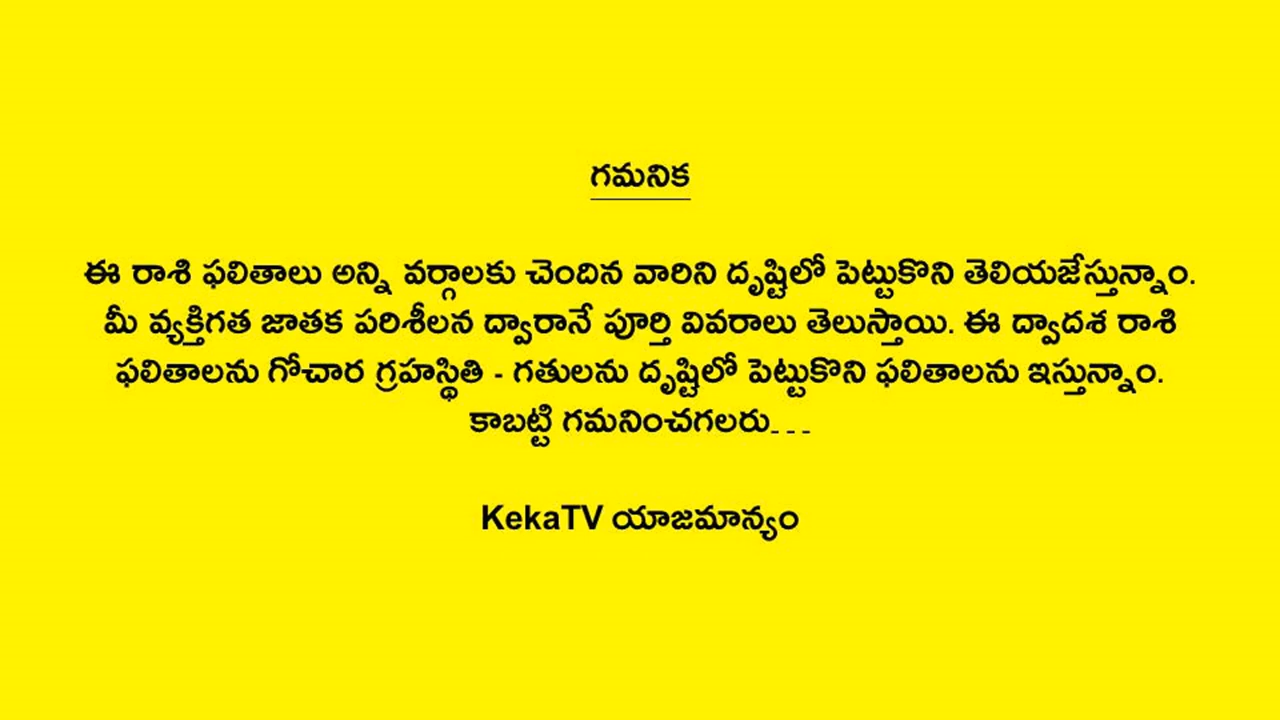 గమనిక
ఈ రాశి ఫలితాలు అన్ని వర్గాలకు చెందిన వారిని దృష్టిలో పెట్టుకొని తెలియజేస్తున్నాం.
మీ వ్యక్తిగత జాతక పరిశీలన ద్వారానే పూర్తి వివరాలు తెలుస్తాయి. ఈ ద్వాదశ రాశి
ఫలితాలను గోచార గ్రహస్థితి - గతులను దృష్టిలో పెట్టుకొని ఫలితాలను ఇస్తున్నాం.
కాబట్టి గమనించగలరు---
KekaTV యాజమాన్యం